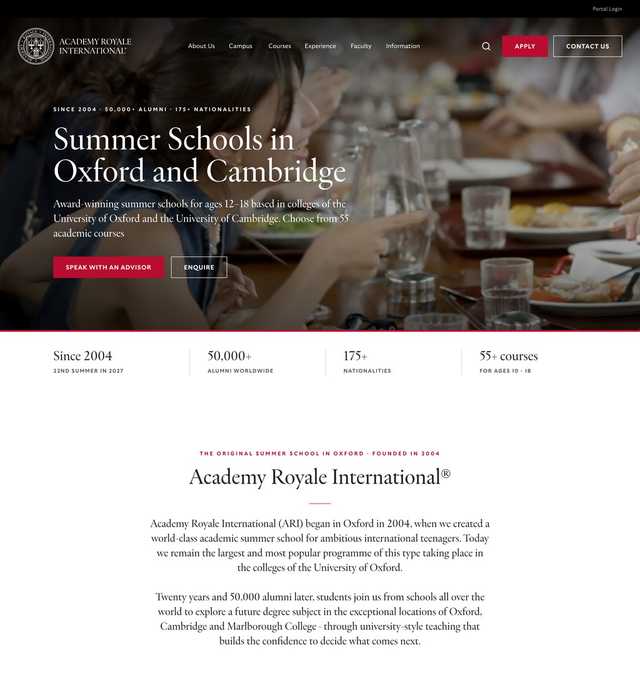 Portal Login
ACADEMY ROYALE
INTERNATIONAL®
About Us
Campus
Courses
Experience
Faculty
Information
APPLY
CONTACT US
SINCE 2004 · 50,000+ ALUMNI · 175+ NATIONALITIES
Summer Schools in
Oxford and Cambridge
Award-winning summer schools for ages 12–18 based in colleges of the
University of Oxford and the University of Cambridge. Choose from 55
academic courses
SPEAK WITH AN ADVISOR
ENQUIRE
Since 2004
22ND SUMMER IN 2027
50,000+
ALUMNI WORLDWIDE
175+
NATIONALITIES
55+ courses
FOR AGES 10 - 18
THE ORIGINAL SUMMER SCHOOL IN OXFORD · FOUNDED IN 2004
Academy Royale International®
Academy Royale International (ARI) began in Oxford in 2004, when we created a
world-class academic summer school for ambitious international teenagers. Today
we remain the largest and most popular programme of this type taking place in
the colleges of the University of Oxford.
Twenty years and 50,000 alumni later, students join us from schools all over the
world to explore a future degree subject in the exceptional locations of Oxford,
Cambridge and Marlborough College - through university-style teaching that
builds the confidence to decide what comes next.